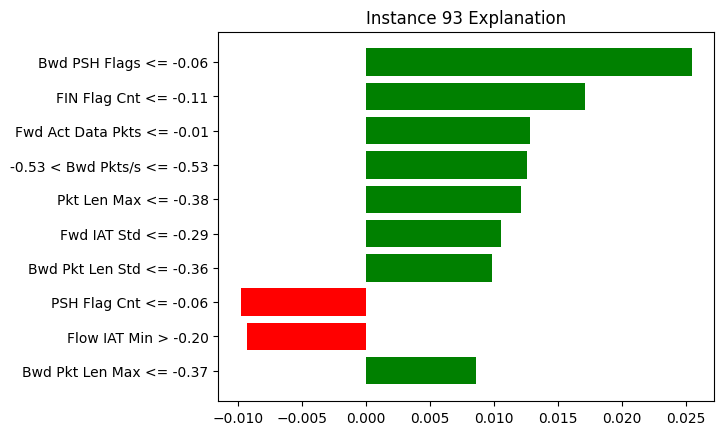 Instance 93 Explanation
Bwd PSH Flags <= -0.06
FIN Flag Cnt <= -0.11
Fwd Act Data Pkts <= -0.01
-0.53 < Bwd Pkts/s <= -0.53
Pkt Len Max <= -0.38
Fwd IAT Std <= -0.29
Bwd Pkt Len Std <= -0.36
PSH Flag Cnt <= -0.06
Flow IAT Min > -0.20
Bwd Pkt Len Max <= -0.37
−0.010 −0.005 0.000 0.005 0.010 0.015 0.020 0.025